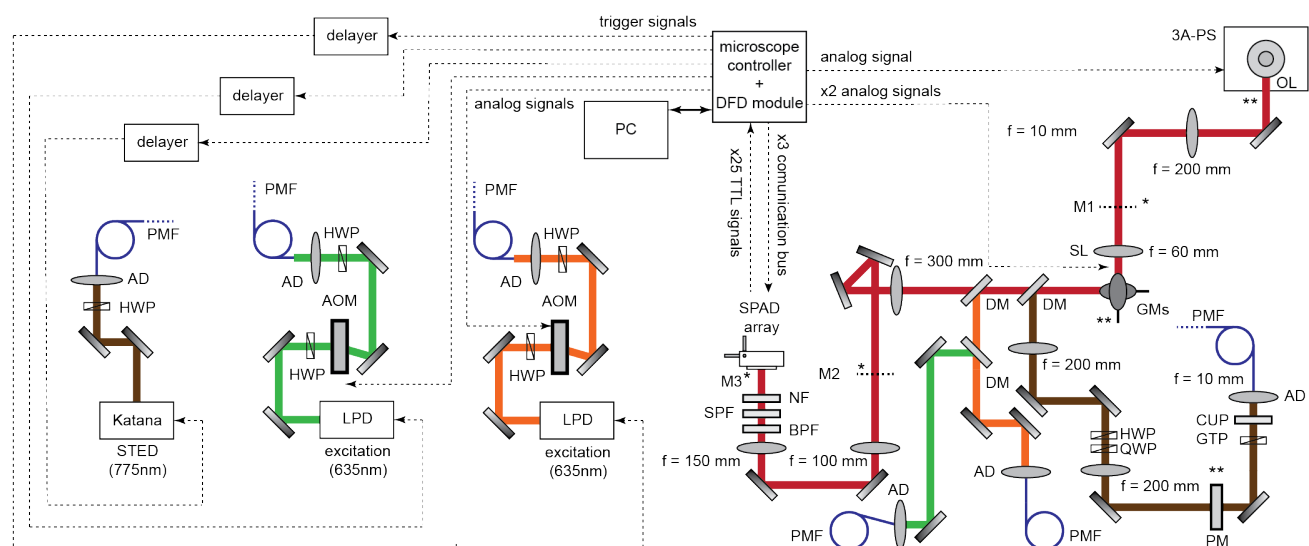 trigger signals
delayer
delayer
delayer
analog signals
microscope
controller
+
DFD module
PC
analog signal
x2 analog signals
x25 TTL signals
x3 comunication bus
3A-PS
OL
**
f = 10 mm
f = 200 mm
M1
*
SL
f = 60 mm
GMs
**
PMF
AD
HWP
Katana
STED
(775nm)
PMF
HWP
AD
AOM
HWP
LPD
excitation
(635nm)
PMF
HWP
AD
AOM
HWP
LPD
excitation
(635nm)
SPAD
array
M3*
NF
SPF
BPF
f = 150 mm
f = 100 mm
f = 300 mm
M2
*
DM
DM
DM
f = 200 mm
AD
PMF
AD
PMF
HWP
QWP
f = 200 mm
PMF
f = 10 mm
AD
CUP
GTP
**
PM